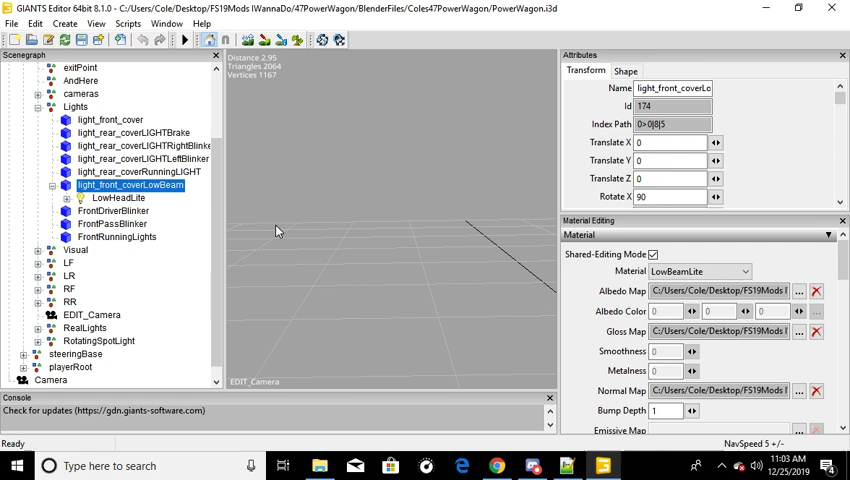 GIANTS Editor 64bit 8.1.0 - C:/Users/Cole/Desktop/FS19Mods IWannaDo/47PowerWagon/BlenderFiles/Coles47PowerWagon/PowerWagon.i3d
File Edit Create View Scripts Window Help
Scenegraph
exitPoint
AndHere
cameras
Lights
light_front_cover
light_rear_coverLIGHTBrake
light_rear_coverLIGHTRightBlinke
light_rear_coverLIGHTLeftBlinker
light_rear_coverRunningLIGHT
light_front_coverLowBeam
LowHeadLite
FrontDriverBlinker
FrontPassBlinker
FrontRunningLights
Visual
LF
LR
RF
RR
EDIT_Camera
RealLights
RotatingSpotLight
steeringBase
playerRoot
Camera
Distance 2.95
Triangles 2064
Vertices 1167
EDIT_Camera
Attributes
Transform Shape
Name light_front_coverLo
Id 174
Index Path 0>0|8|5
Translate X 0
Translate Y 0
Translate Z 0
Rotate X 90
Material Editing
Material
Shared-Editing Mode
Material LowBeamLite
Albedo Map C:/Users/Cole/Desktop/FS19Mods I ...
Albedo Color 0 0 0 ...
Gloss Map C:/Users/Cole/Desktop/FS19Mods I ...
Smoothness 0
Metalness 0
Normal Map C:/Users/Cole/Desktop/FS19Mods I ...
Bump Depth 1
Emissive Map ...
Console
Check for updates (https://gdn.giants-software.com)
Ready
NavSpeed 5 +/-
Type here to search
11:03 AM
12/25/2019
4